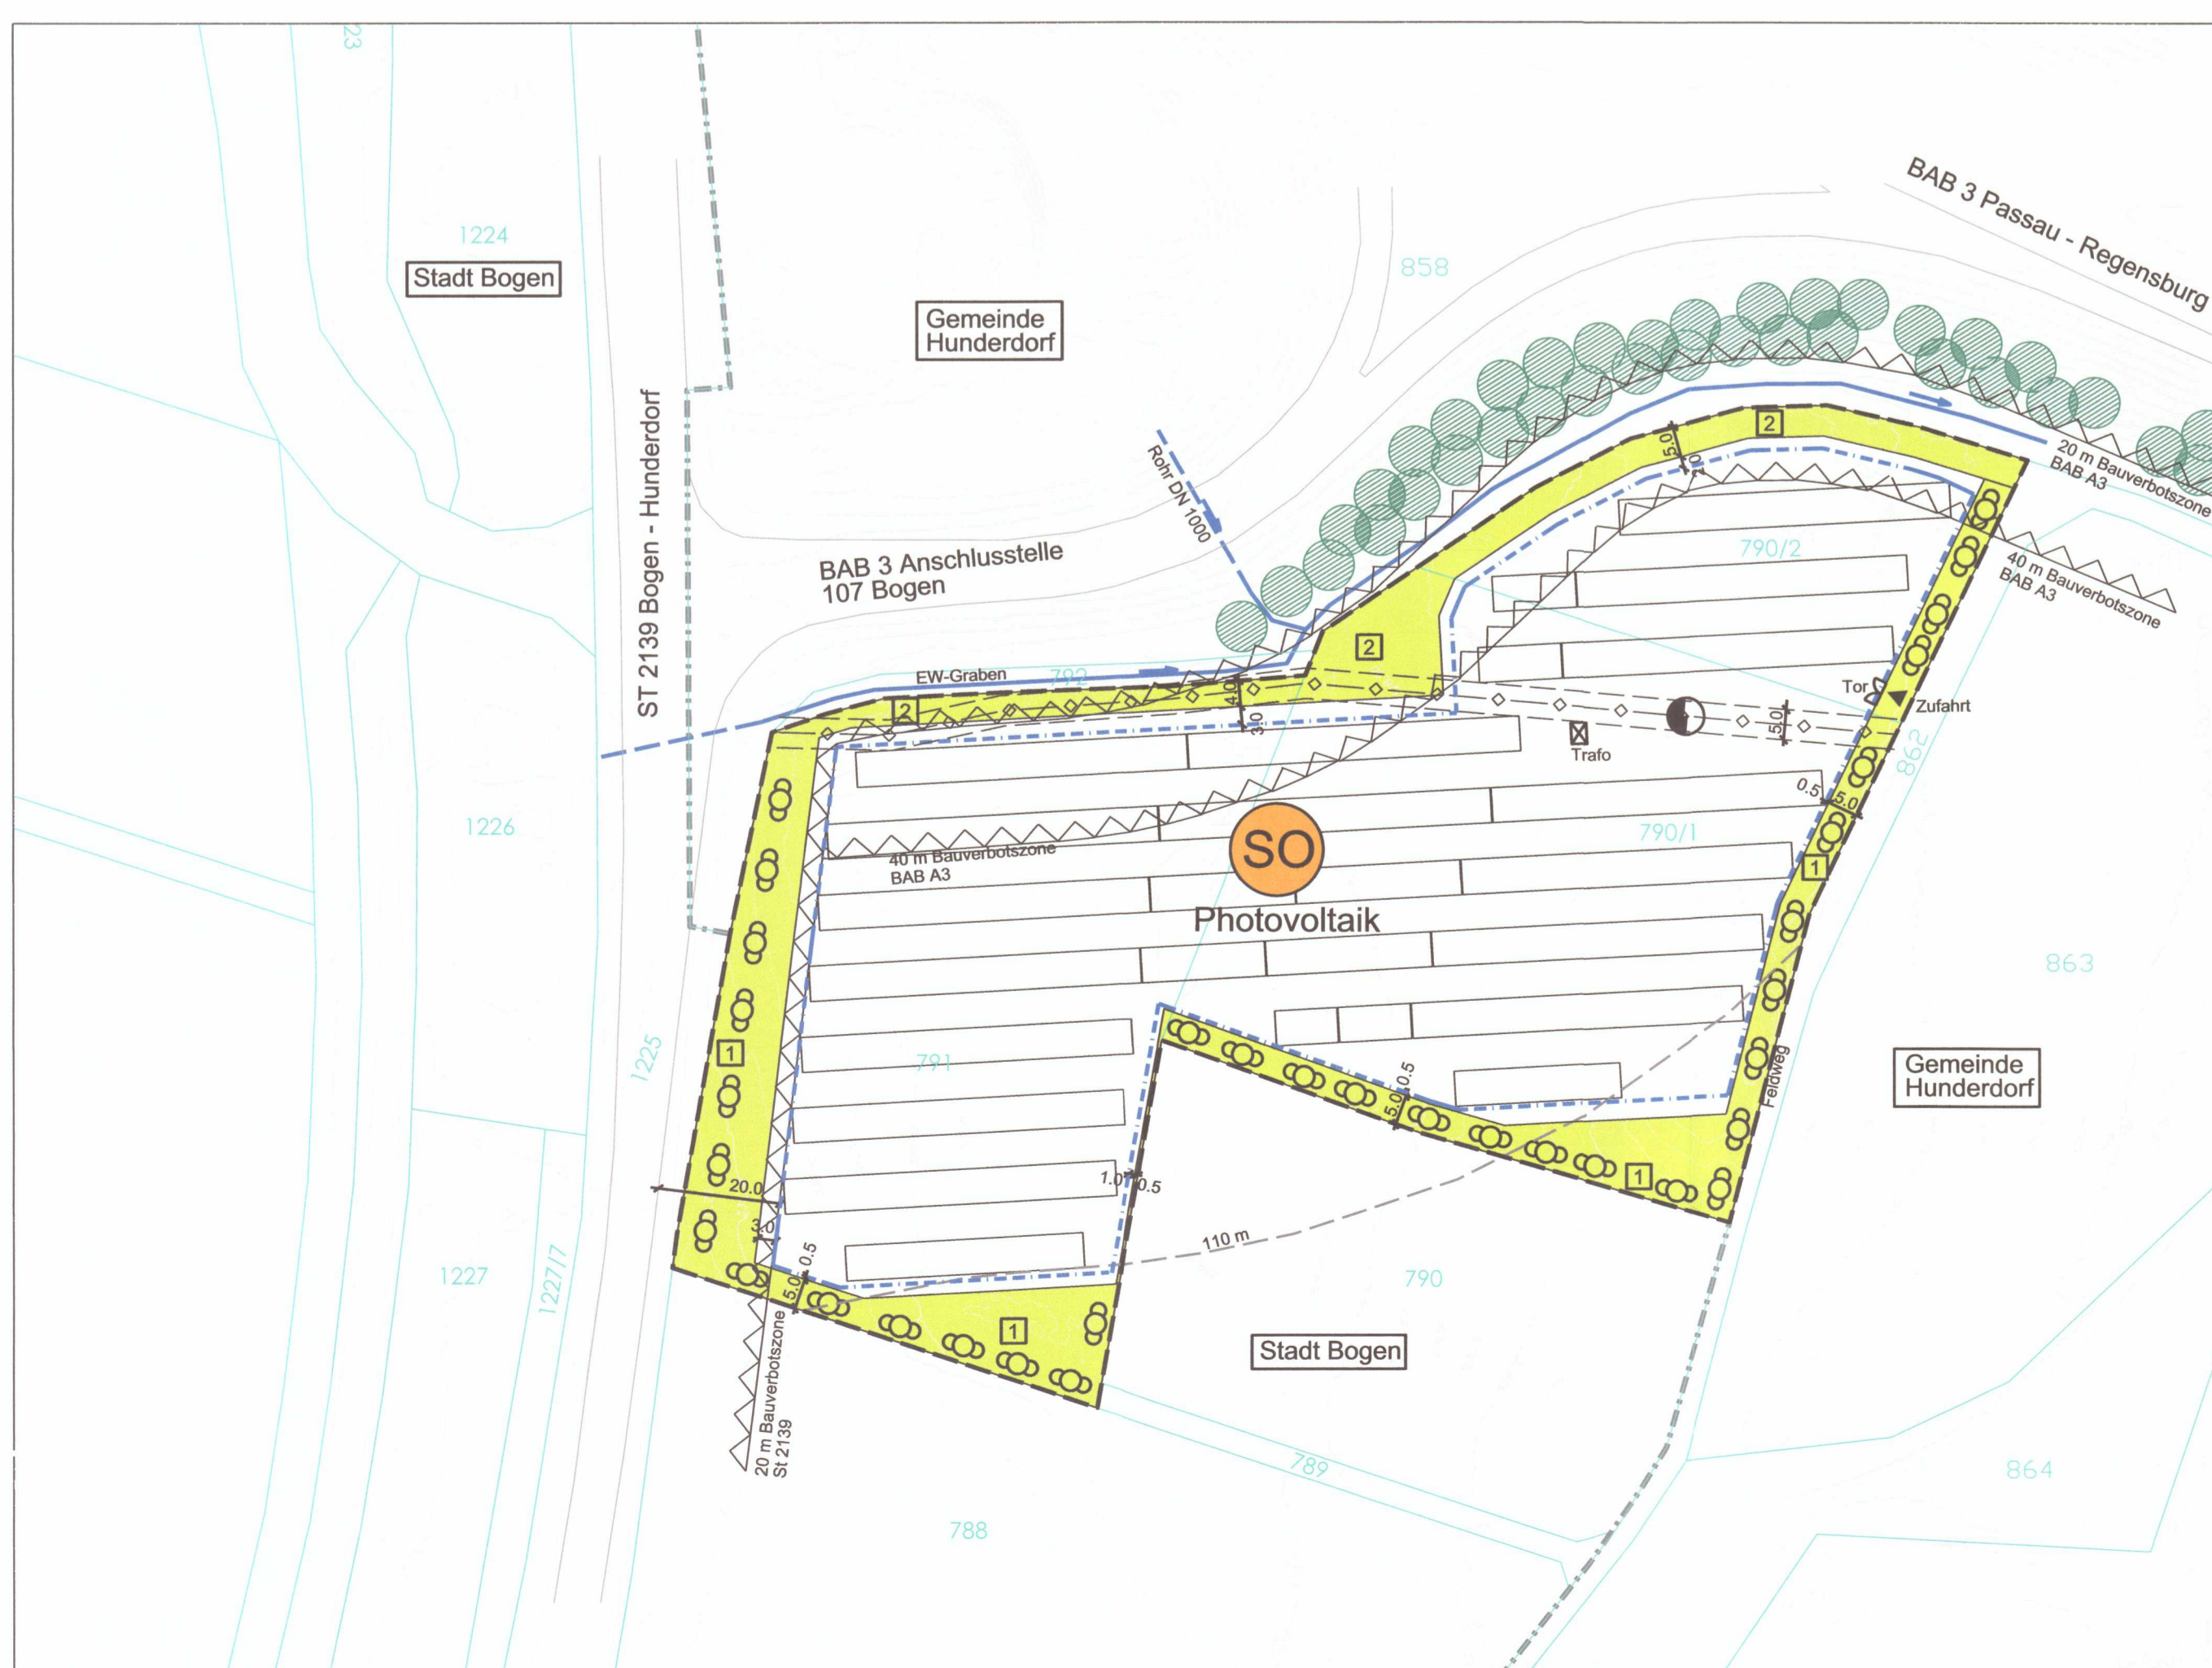 23
1224
Stadt Bogen
Gemeinde
Hunderdorf
858
BAB 3 Passau - Regensburg
ST 2139 Bogen - Hunderdorf
Rohr DN 1000
BAB 3 Anschlusstelle
107 Bogen
2
5.0
2.0
20 m Bauverbotszone
BAB A3
790/2
40 m Bauverbotszone
BAB A3
EW-Graben
792
2
2
4.0
3.0
Tor
Zufahrt
Trafo
5.0
862
1226
0.5
5.0
790/1
40 m Bauverbotszone
BAB A3
SO
Photovoltaik
1
863
1225
1
791
Gemeinde
Hunderdorf
Feldweg
5.0
0.5
20.0
1.0
0.5
1
3.0
110 m
1227
1227/7
5.0
0.5
790
1
Stadt Bogen
20 m Bauverbotszone
St 2139
789
864
788